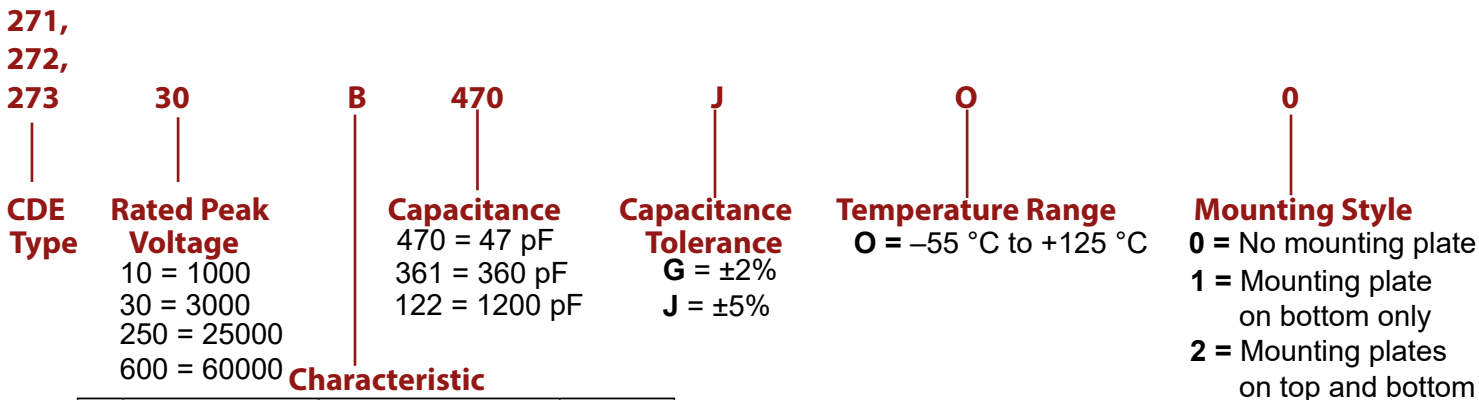 271,
272,
273 30 B 470 J O 0
CDE Type
Rated Peak Voltage
10 = 1000
30 = 3000
250 = 25000
600 = 60000
Characteristic
Capacitance
470 = 47 pF
361 = 360 pF
122 = 1200 pF
Capacitance Tolerance
G = ±2%
J = ±5%
Temperature Range
O = –55 °C to +125 °C
Mounting Style
0 = No mounting plate
1 = Mounting plate
on bottom only
2 = Mounting plates
on top and bottom